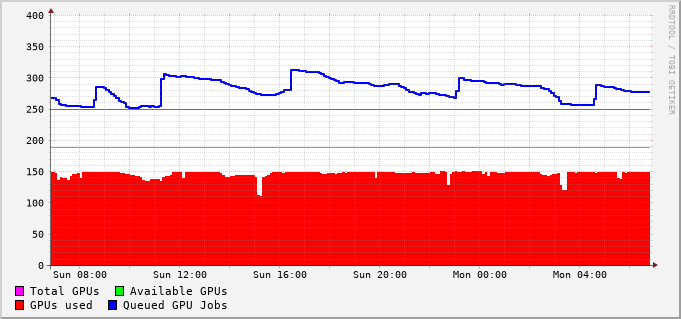 400
350
300
250
200
150
100
50
0
Sun 08:00 Sun 12:00 Sun 16:00 Sun 20:00 Mon 00:00 Mon 04:00
Total GPUs Available GPUs
GPUs used Queued GPU Jobs
RRDTOOL / TOBI OETIKER